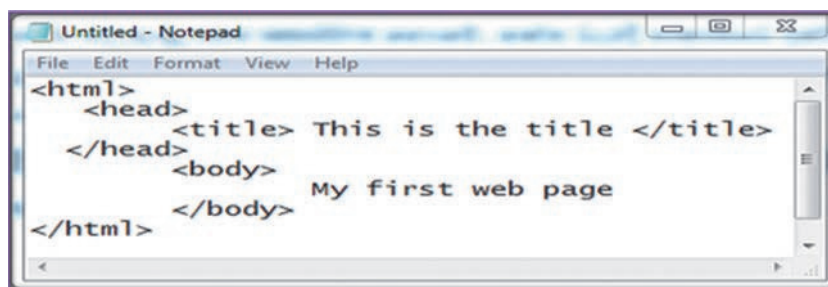 Untitled - Notepad
File Edit Format View Help
<html>
<head>
<title> This is the title </title>
</head>
<body>
My first web page
</body>
</html>